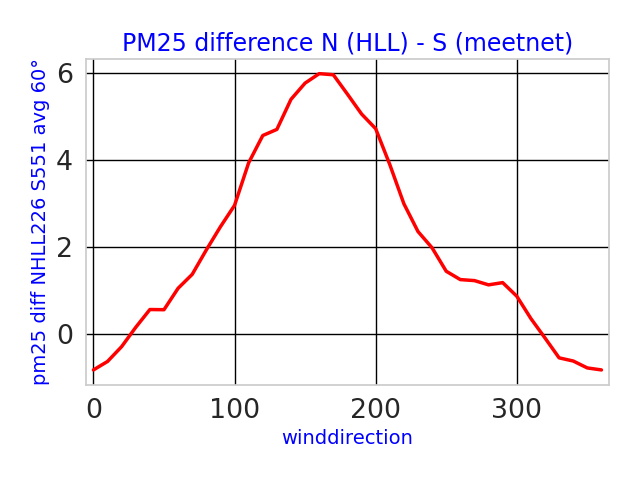 PM25 difference N (HLL) - S (meetnet)
pm25 diff NHLL226 S551 avg 60°
6
4
2
0
0 100 200 300
winddirection